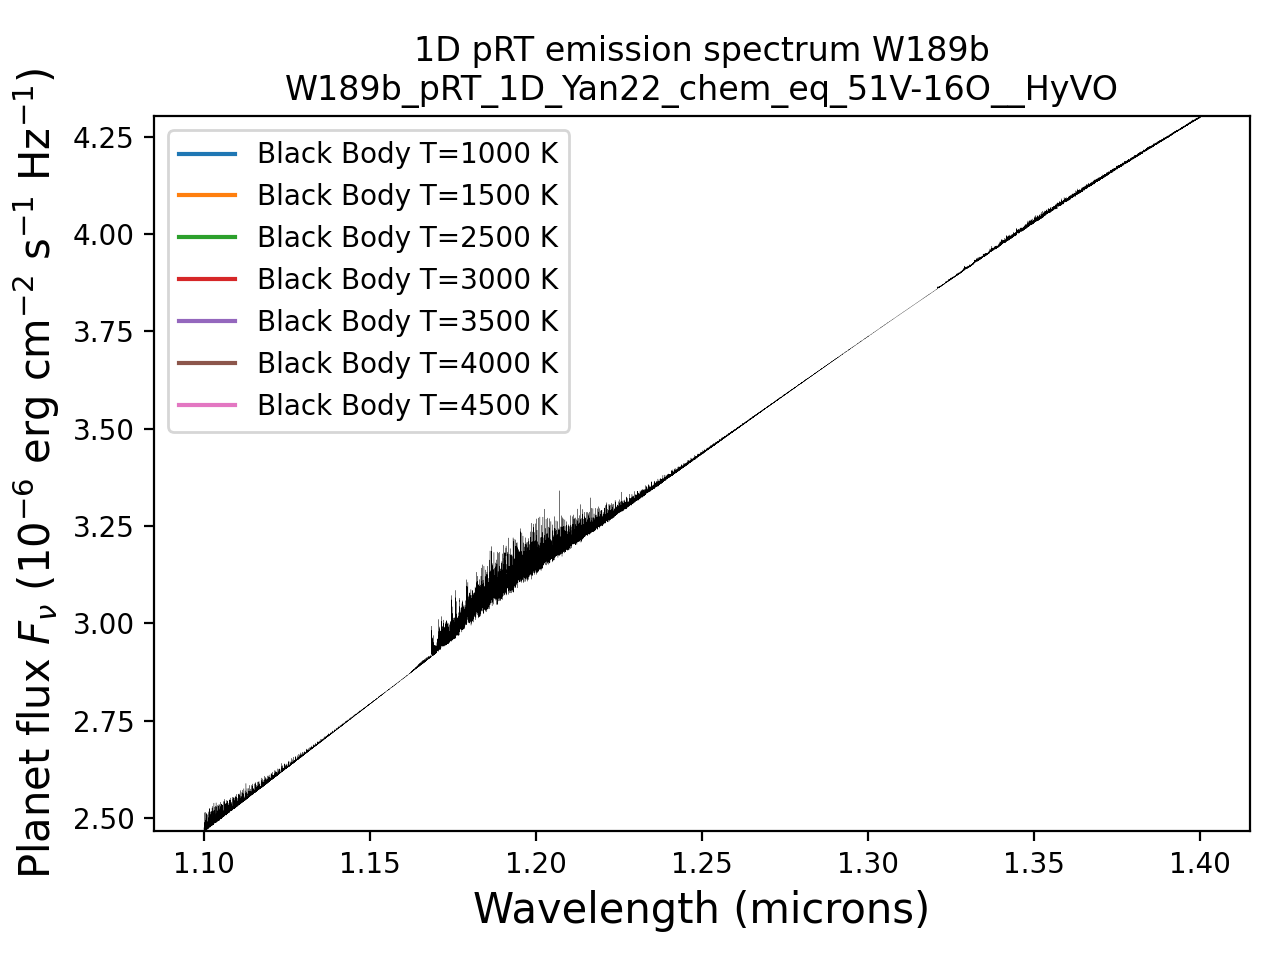 1D pRT emission spectrum W189b
W189b_pRT_1D_Yan22_chem_eq_51V-16O__HyVO
Planet flux Fν (10⁻⁶ erg cm⁻² s⁻¹ Hz⁻¹)
4.25
4.00
3.75
3.50
3.25
3.00
2.75
2.50
Black Body T=1000 K
Black Body T=1500 K
Black Body T=2500 K
Black Body T=3000 K
Black Body T=3500 K
Black Body T=4000 K
Black Body T=4500 K
1.10 1.15 1.20 1.25 1.30 1.35 1.40
Wavelength (microns)